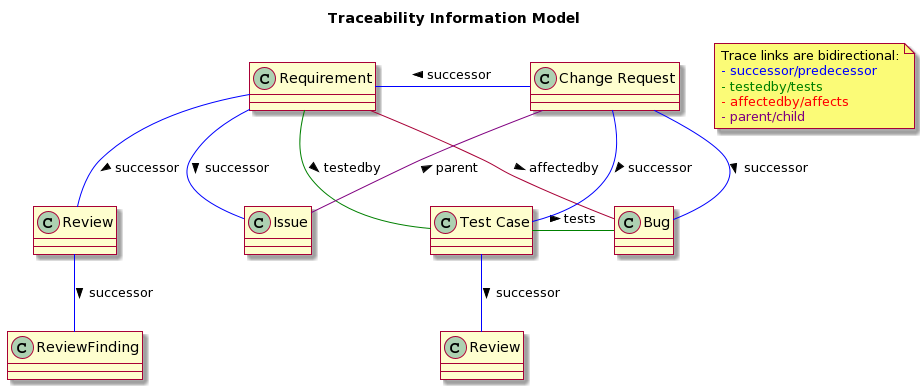 Traceability Information Model
Trace links are bidirectional:
- successor/predecessor
- testedby/tests
- affectedby/affects
- parent/child
C Requirement
successor
C Change Request
successor
successor
testedby
parent
affectedby
successor
successor
C Review
C Issue
C Test Case
tests
C Bug
successor
successor
C ReviewFinding
C Review